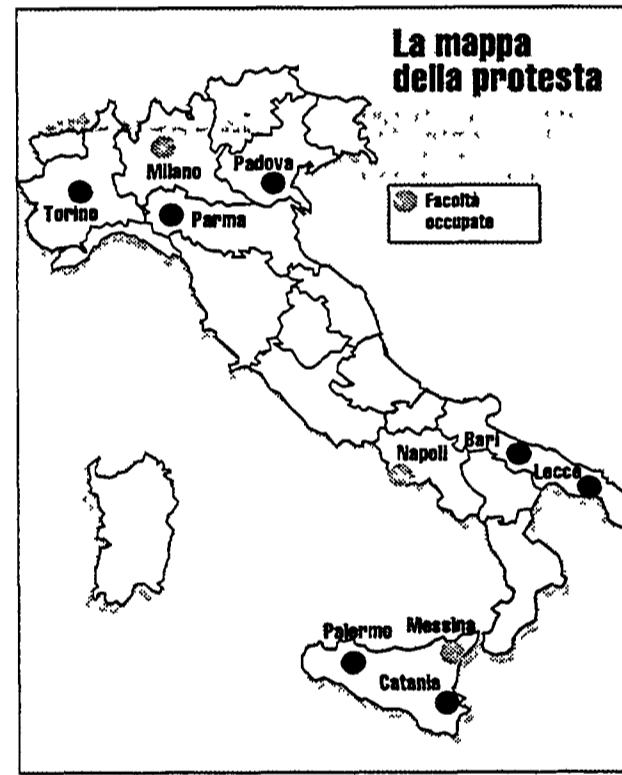 La mappa
della protesta
Facoltà
occupate
Milano
Padova
Torino
Parma
Napoli
Bari
Lecce
Palermo
Messina
Catania